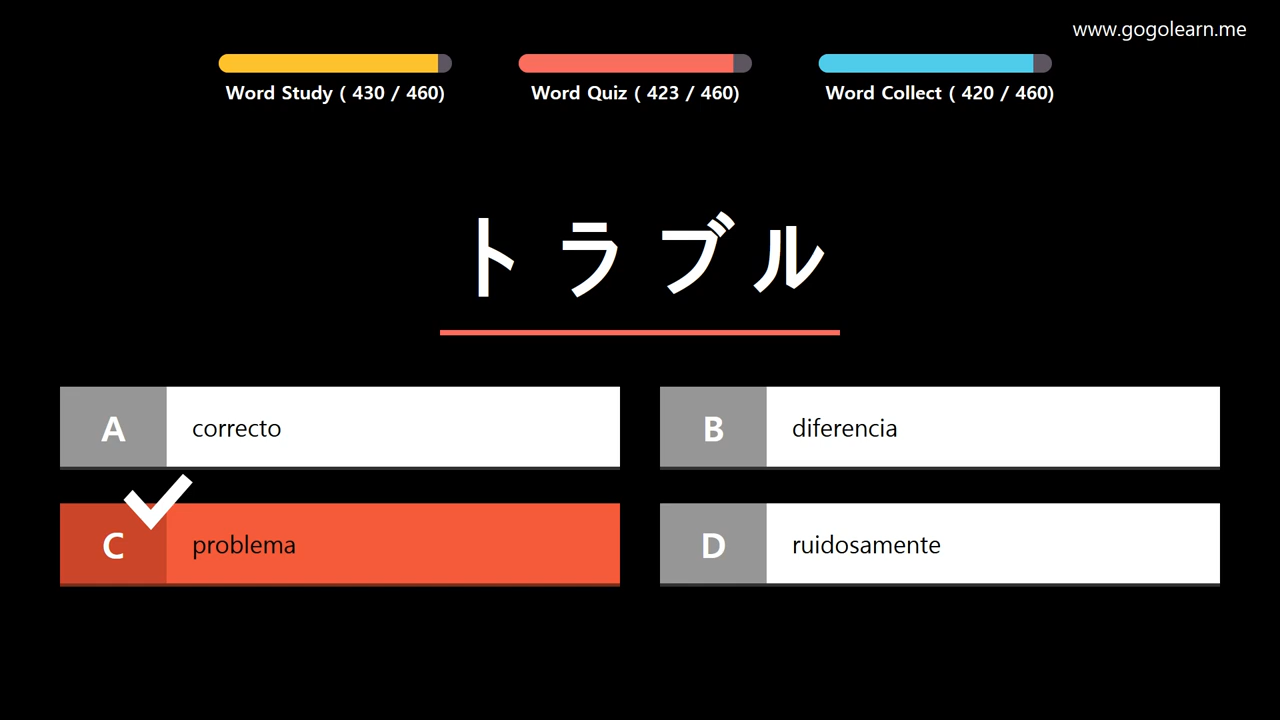 www.gogolearn.me
Word Study ( 430 / 460)
Word Quiz ( 423 / 460)
Word Collect ( 420 / 460)
トラブル
A correcto
B diferencia
C problema
D ruidosamente